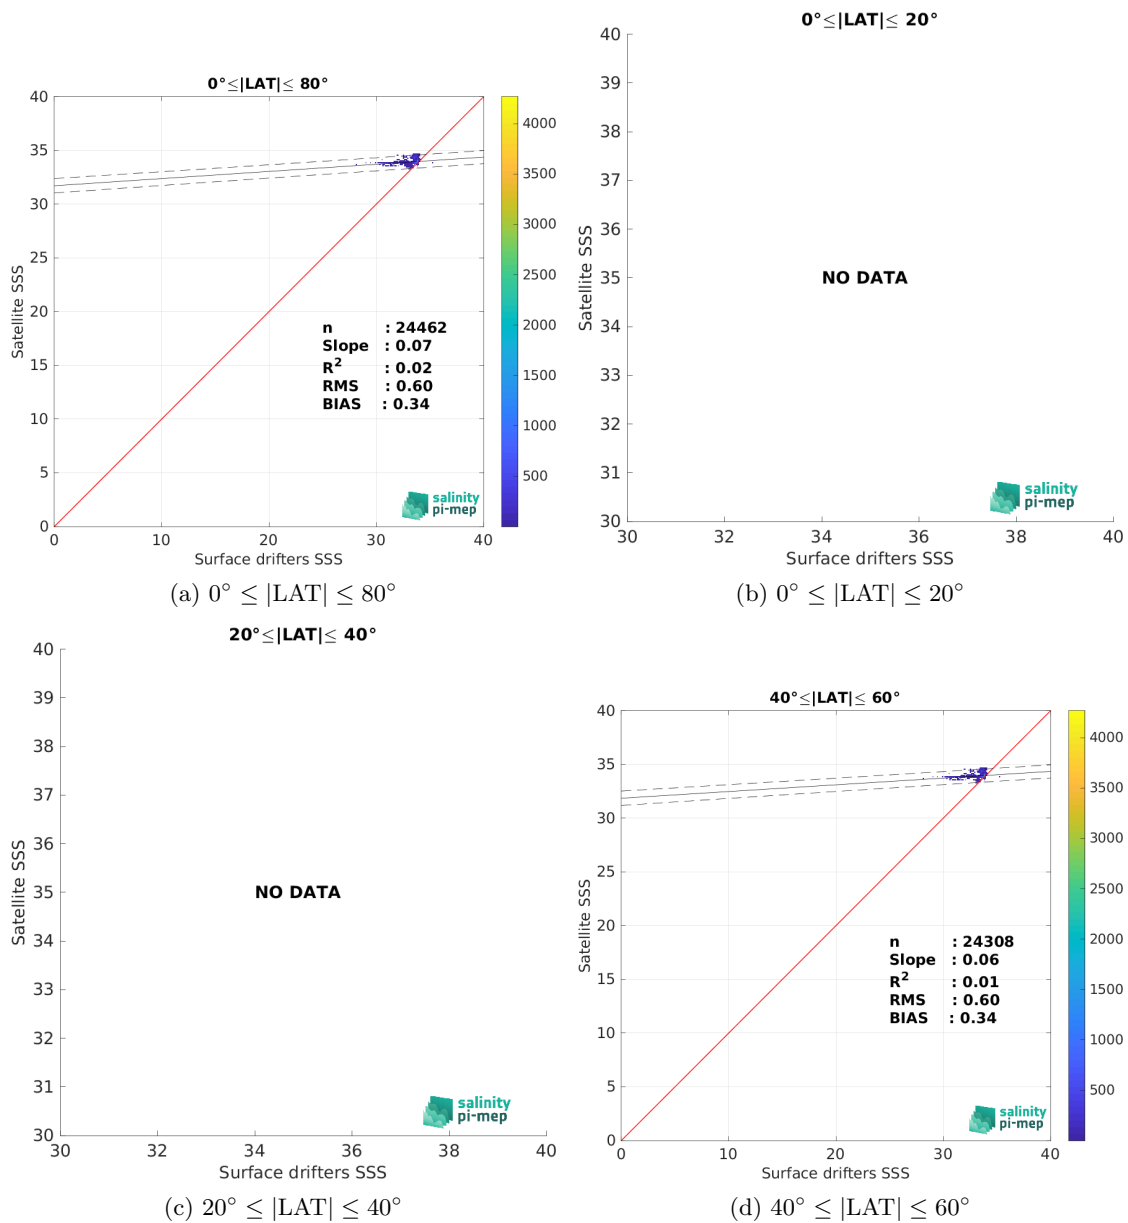 0°≤|LAT|≤ 80°
40
35
30
25
20
15
10
5
0
0 10 20 30 40
Satellite SSS
Surface drifters SSS
n : 24462
Slope : 0.07
R2 : 0.02
RMS : 0.60
BIAS : 0.34
salinity
pi-mep
4000
3500
3000
2500
2000
1500
1000
500
(a) 0° ≤ |LAT| ≤ 80°
0°≤|LAT|≤ 20°
40
39
38
37
36
35
34
33
32
31
30
30 32 34 36 38 40
Satellite SSS
Surface drifters SSS
NO DATA
salinity
pi-mep
(b) 0° ≤ |LAT| ≤ 20°
20°≤|LAT|≤ 40°
40
39
38
37
36
35
34
33
32
31
30
30 32 34 36 38 40
Satellite SSS
Surface drifters SSS
NO DATA
salinity
pi-mep
(c) 20° ≤ |LAT| ≤ 40°
40°≤|LAT|≤ 60°
40
35
30
25
20
15
10
5
0
0 10 20 30 40
Satellite SSS
Surface drifters SSS
n : 24308
Slope : 0.06
R2 : 0.01
RMS : 0.60
BIAS : 0.34
salinity
pi-mep
4000
3500
3000
2500
2000
1500
1000
500
(d) 40° ≤ |LAT| ≤ 60°